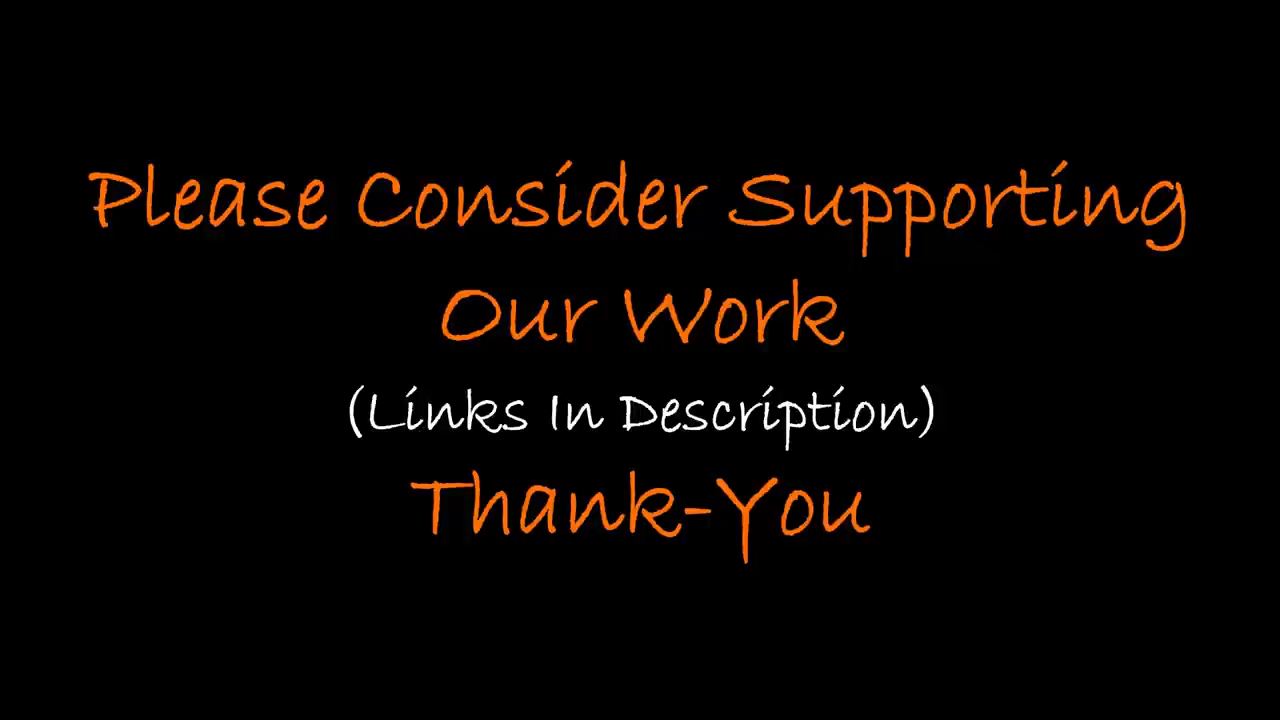 Please Consider Supporting
Our Work
(Links In Description)
Thank-You